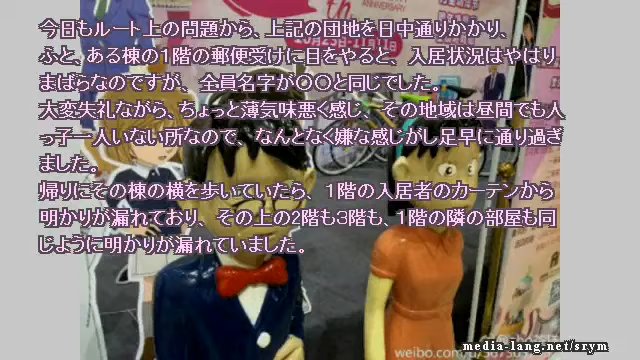 今日もルート上の問題から、上記の団地を日中通りかかり、
ふと、ある棟の1階の郵便受けに目をやると、入居状況はやはり
まばらなのですが、全員名字が〇〇と同じでした。
大変失礼ながら、ちょっと薄気味悪く感じ、その地域は昼間でも人
っ子一人いない所なので、なんとなく嫌な感じがし足早に通り過ぎ
ました。
帰りにその棟の横を歩いていたら、1階の入居者のカーテンから
明かりが漏れており、その上の2階も3階も、1階の隣の部屋も同
じように明かりが漏れていました。
ANNIVERSARY
media-lang.net/srym